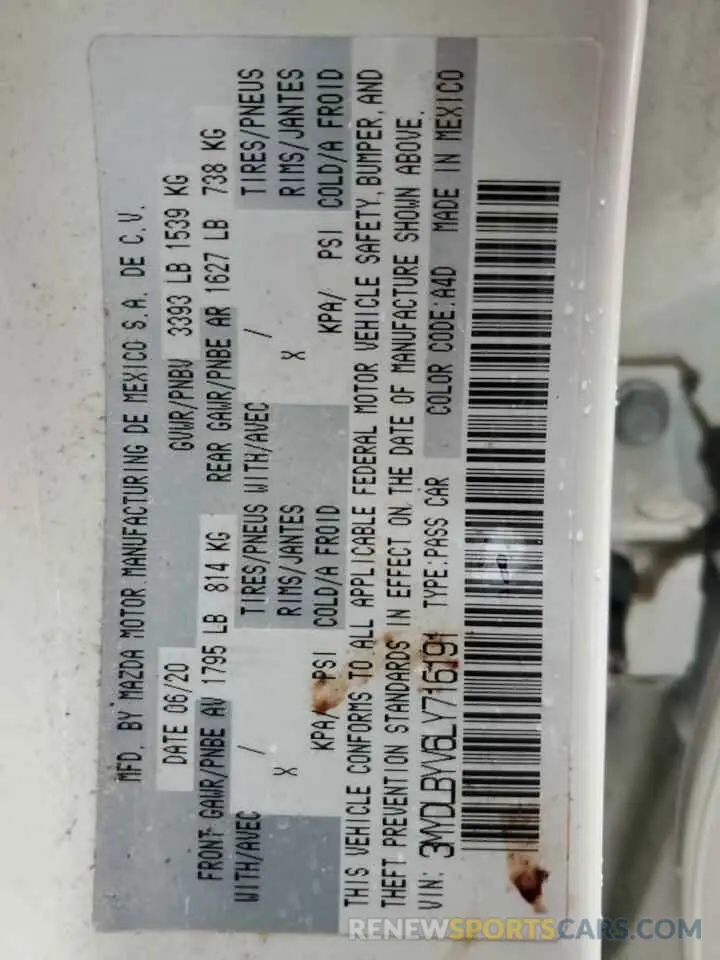 MFD. BY MAZDA MOTOR MANUFACTURING DE MEXICO S.A. DE C.V.
DATE 06/20 GVWR/PNBV 3393 LB 1539 KG
FRONT GAWR/PNBE AV 1795 LB 814 KG REAR GAWR/PNBE AR 1627 LB 738 KG
WITH/AVEC / TIRES/PNEUS WITH/AVEC / TIRES/PNEUS
X RIMS/JANTES X RIMS/JANTES
KPA/ PSI COLD/A FROID KPA/ PSI COLD/A FROID
THIS VEHICLE CONFORMS TO ALL APPLICABLE FEDERAL MOTOR VEHICLE SAFETY, BUMPER, AND
THEFT PREVENTION STANDARDS IN EFFECT ON THE DATE OF MANUFACTURE SHOWN ABOVE.
VIN: 3MYDLBYV6LY716191 TYPE:PASS CAR COLOR CODE:A4D MADE IN MEXICO
RENEWSPORTSCARS.COM